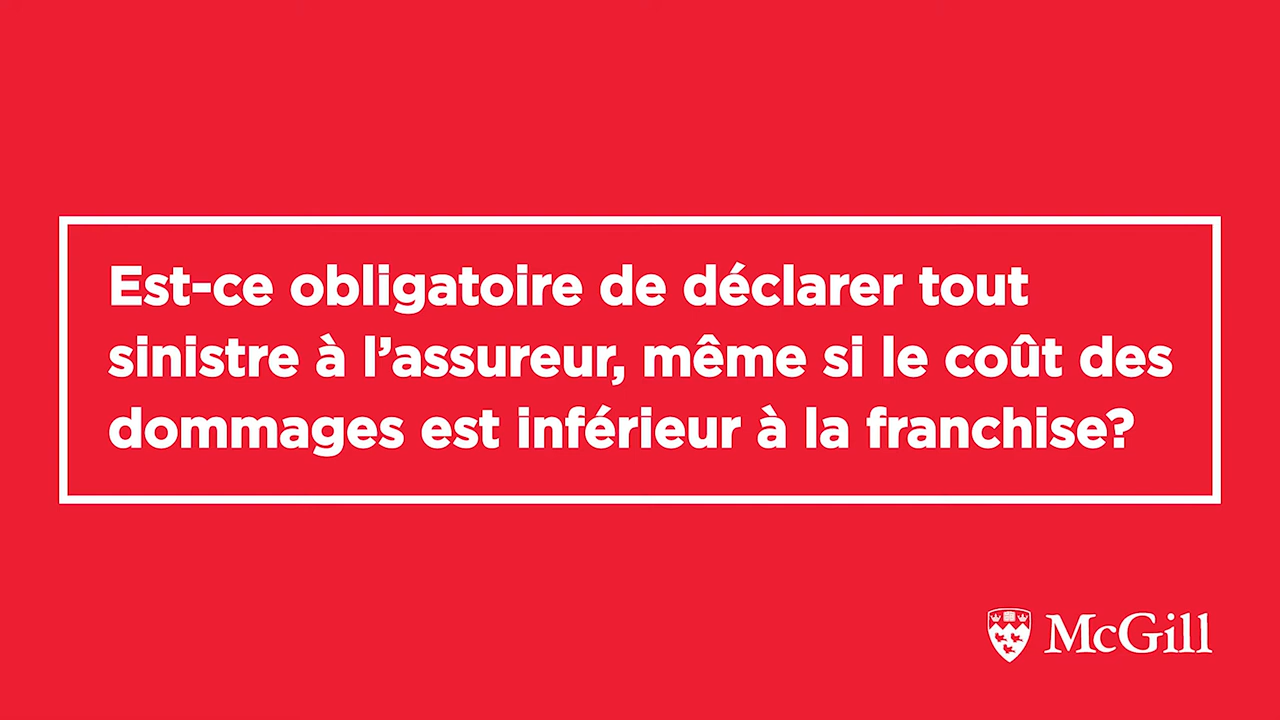 Est-ce obligatoire de déclarer tout
sinistre à l’assureur, même si le coût des
dommages est inférieur à la franchise?
McGill